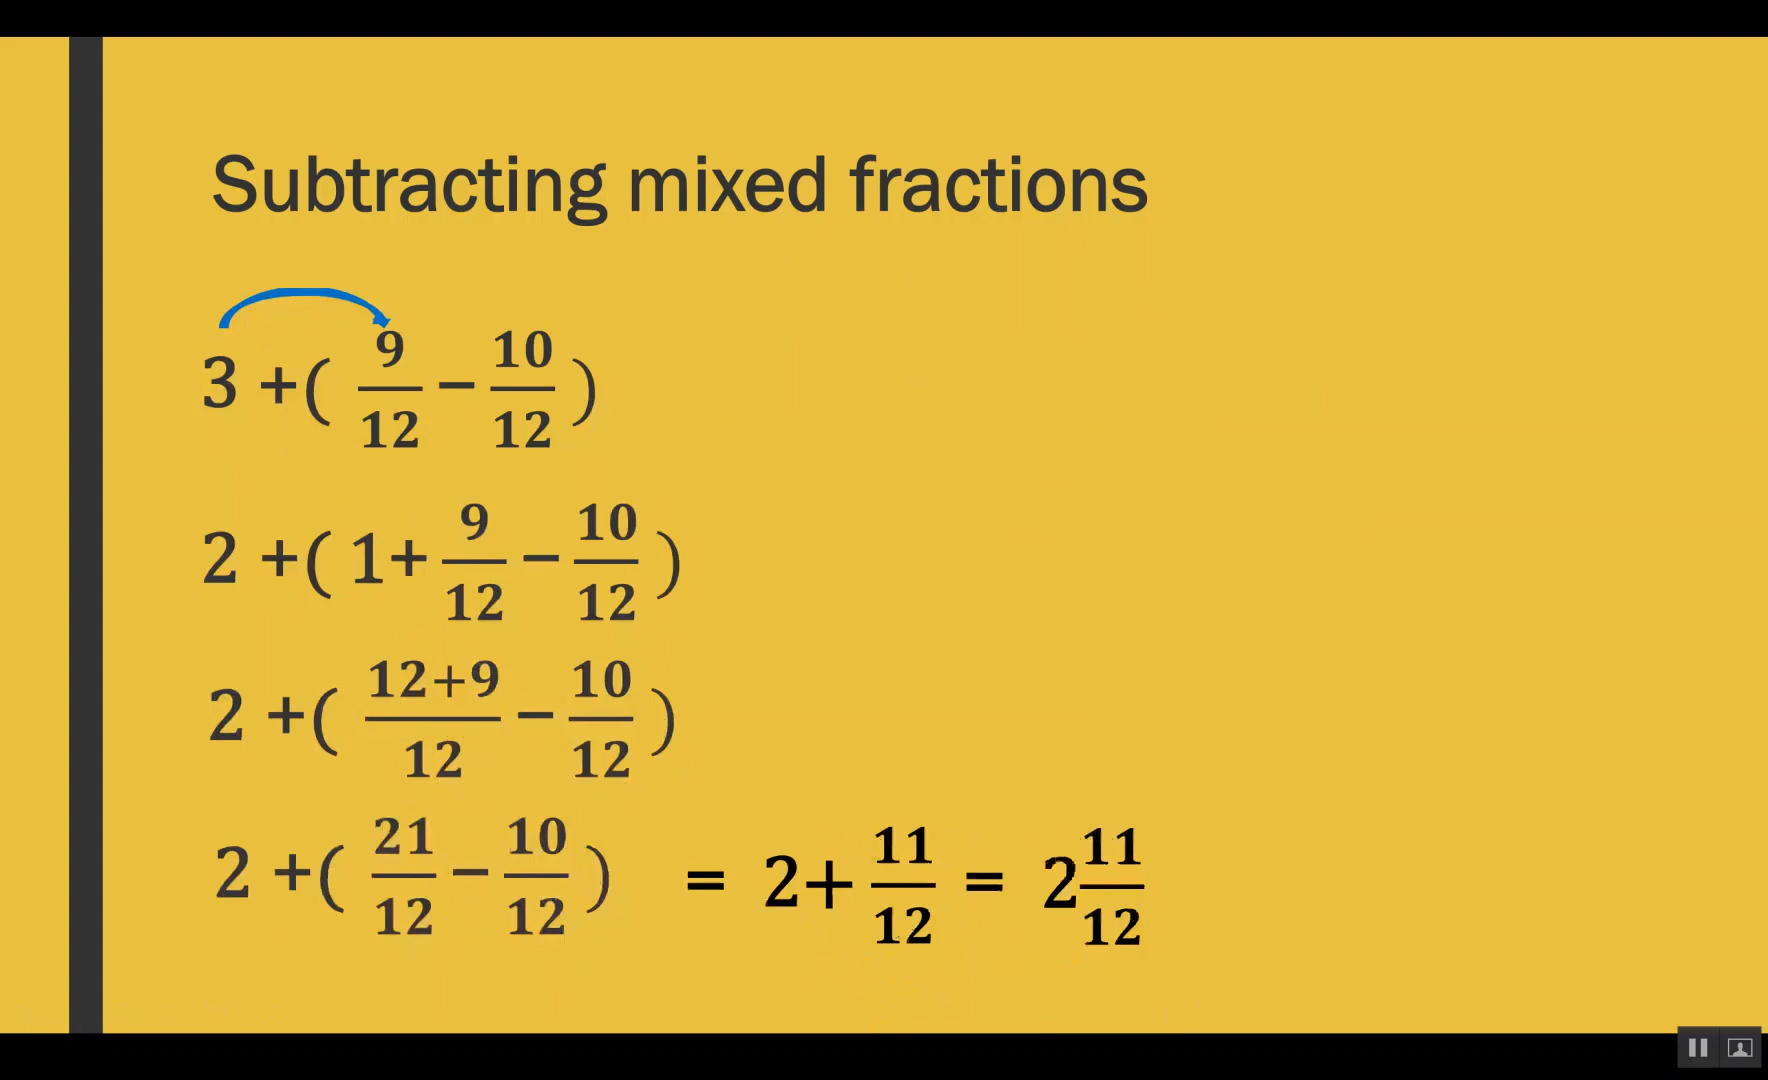 Subtracting mixed fractions
3 +( 9/12 − 10/12 )
2 +( 1+ 9/12 − 10/12 )
2 +( 12+9/12 − 10/12 )
2 +( 21/12 − 10/12 ) = 2+ 11/12 = 2 11/12